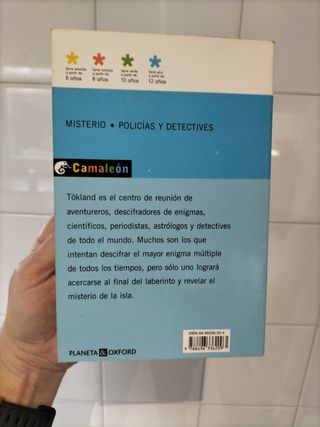 Serie amarilla
a partir de
6 años
Serie naranja
a partir de
8 años
Serie verde
a partir de
10 años
Serie azul
a partir de
12 años
MISTERIO • POLICÍAS Y DETECTIVES
Camaleón
Tökland es el centro de reunión de
aventureros, descifradores de enigmas,
científicos, periodistas, astrólogos y detectives
de todo el mundo. Muchos son los que
intentan descifrar el mayor enigma múltiple
de todos los tiempos, pero sólo uno logrará
acercarse al final del laberinto y revelar el
misterio de la isla.
PLANETA & OXFORD